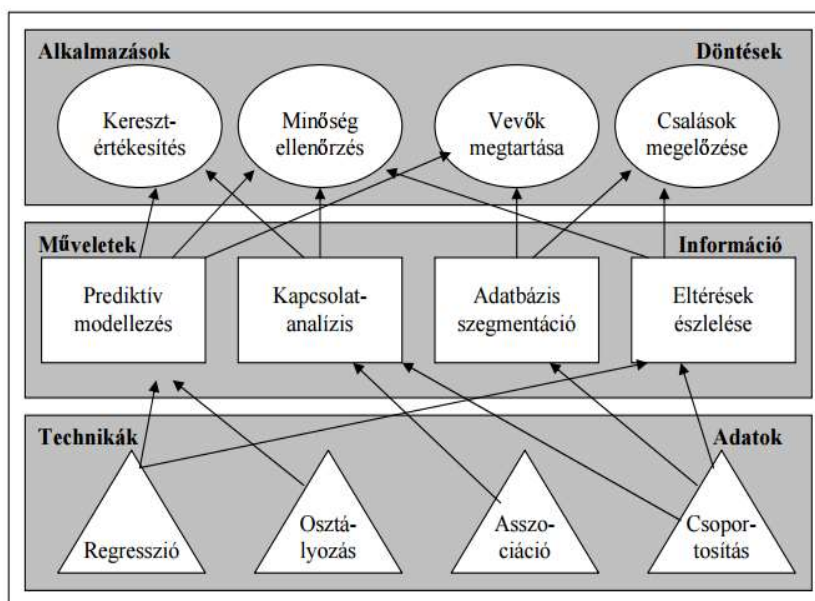 Alkalmazások
Döntések
Kereszt-
értékesítés
Minőség
ellenőrzés
Vevők
megtartása
Csalások
megelőzése
Műveletek
Információ
Prediktív
modellezés
Kapcsolat-
analízis
Adatbázis
szegmentáció
Eltérések
észlelése
Technikák
Adatok
Regresszió
Osztá-
lyozás
Asszo-
ciáció
Csopor-
tosítás